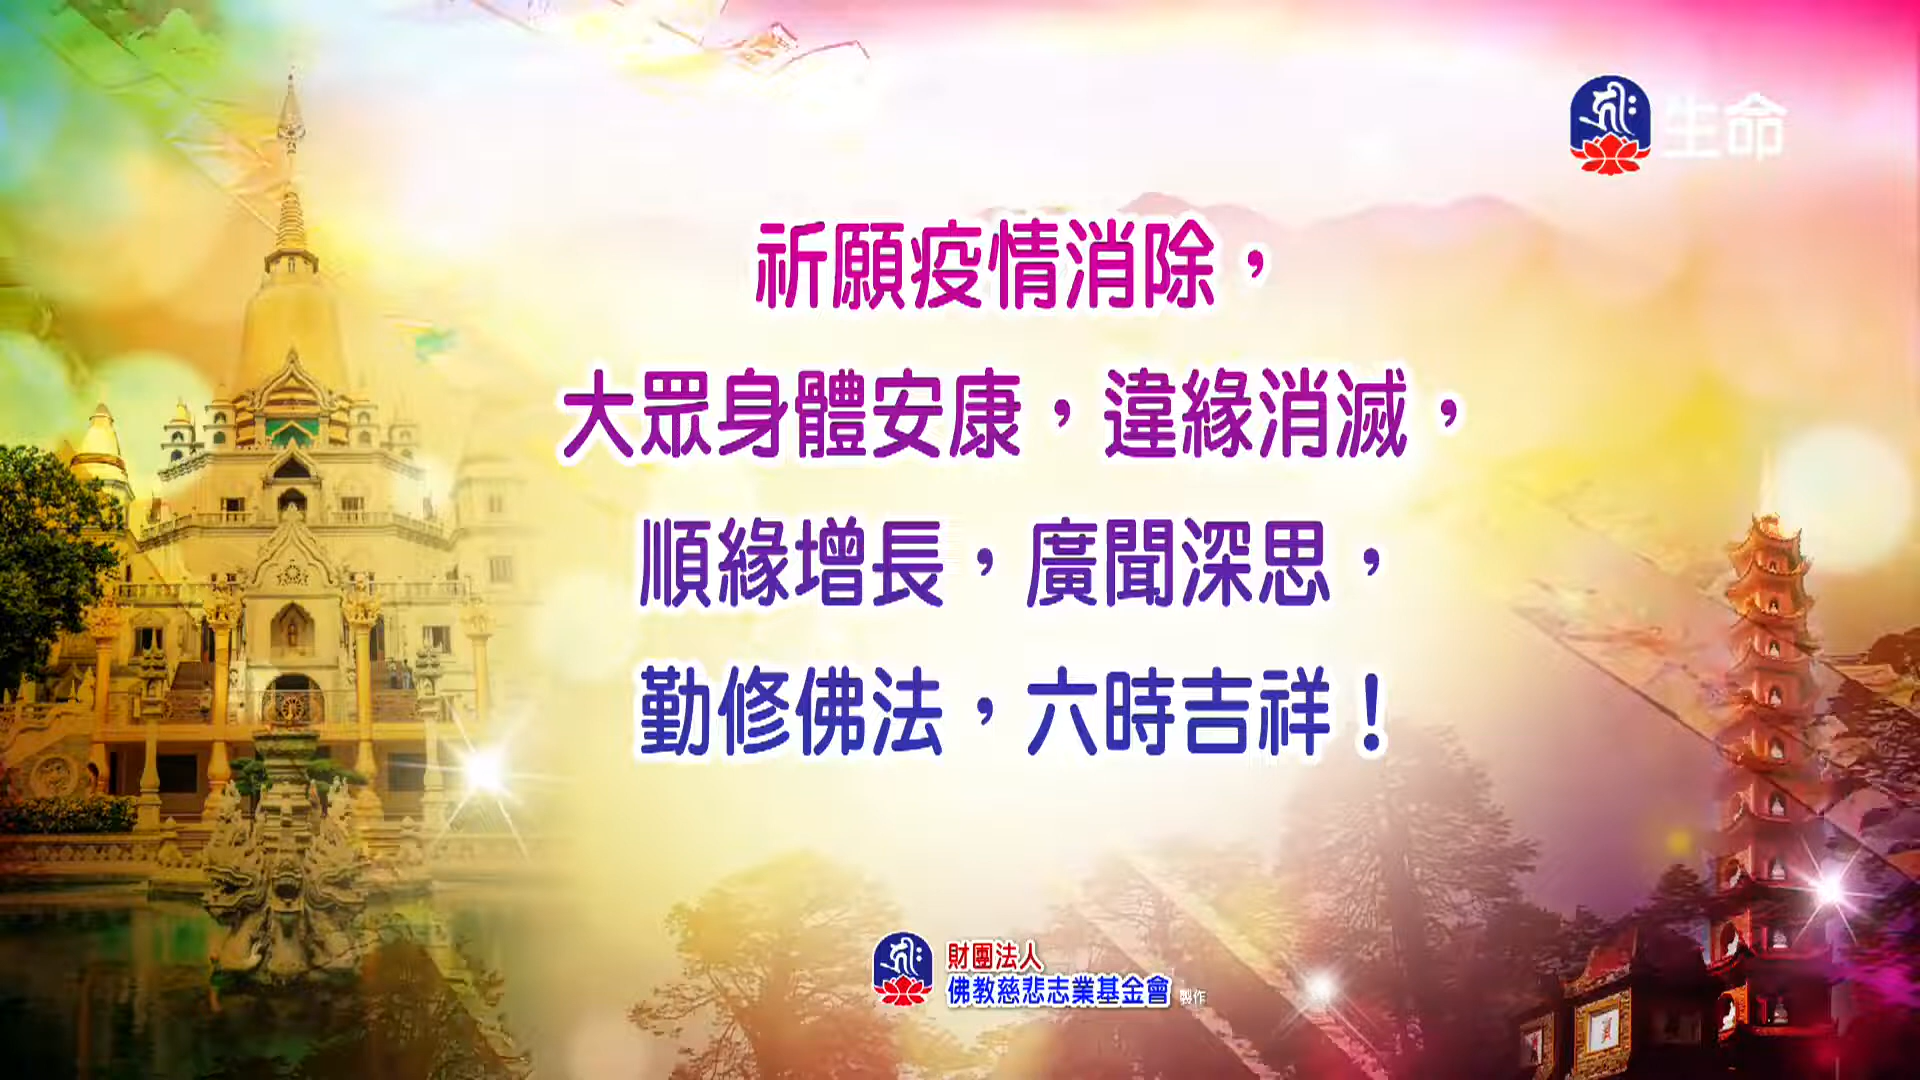 生命
祈願疫情消除，
大眾身體安康，違緣消滅，
順緣增長，廣聞深思，
勤修佛法，六時吉祥！
財團法人
佛教慈悲志業基金會 製作